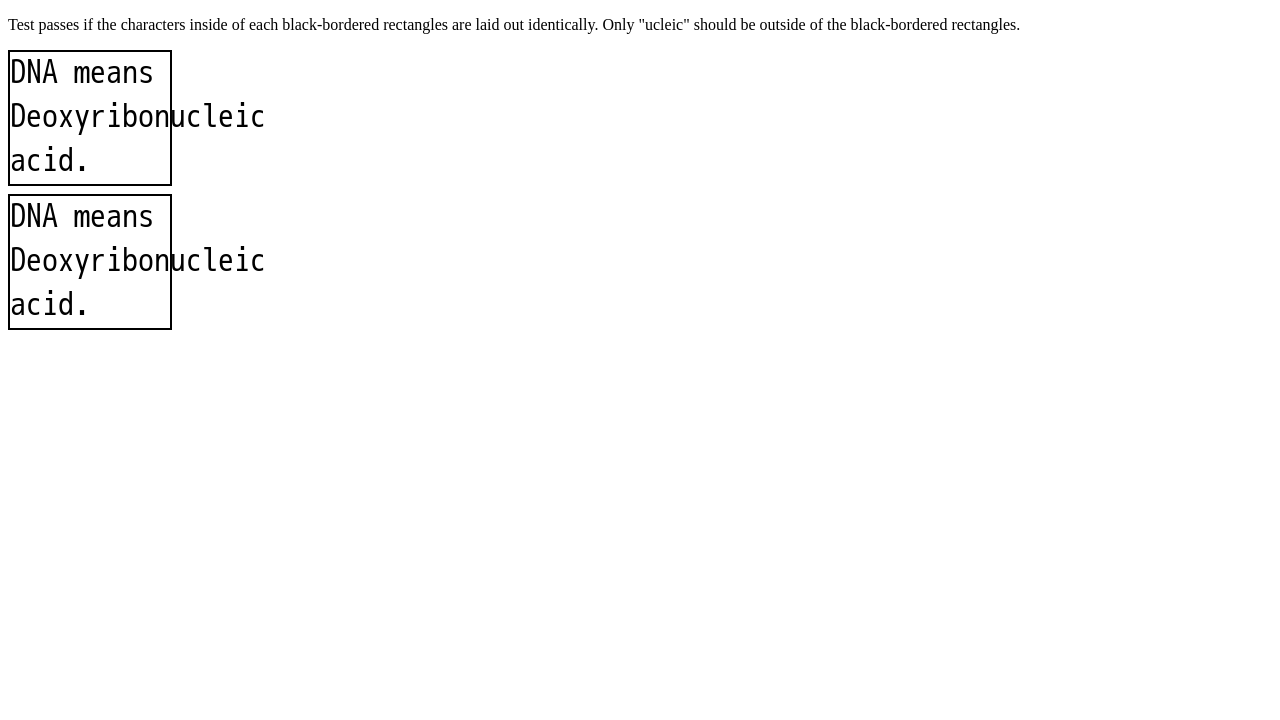 Test passes if the characters inside of each black-bordered rectangles are laid out identically. Only "ucleic" should be outside of the black-bordered rectangles.
DNA means
Deoxyribonucleic
acid.
DNA means
Deoxyribonucleic
acid.